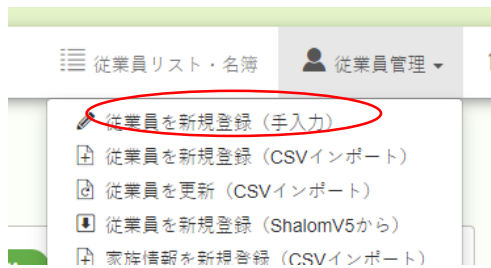 従業員リスト・名簿 従業員管理
従業員を新規登録（手入力）
従業員を新規登録（CSVインポート）
従業員を更新（CSVインポート）
従業員を新規登録（ShalomV5から）
家族情報を新規登録（CSVインポート）